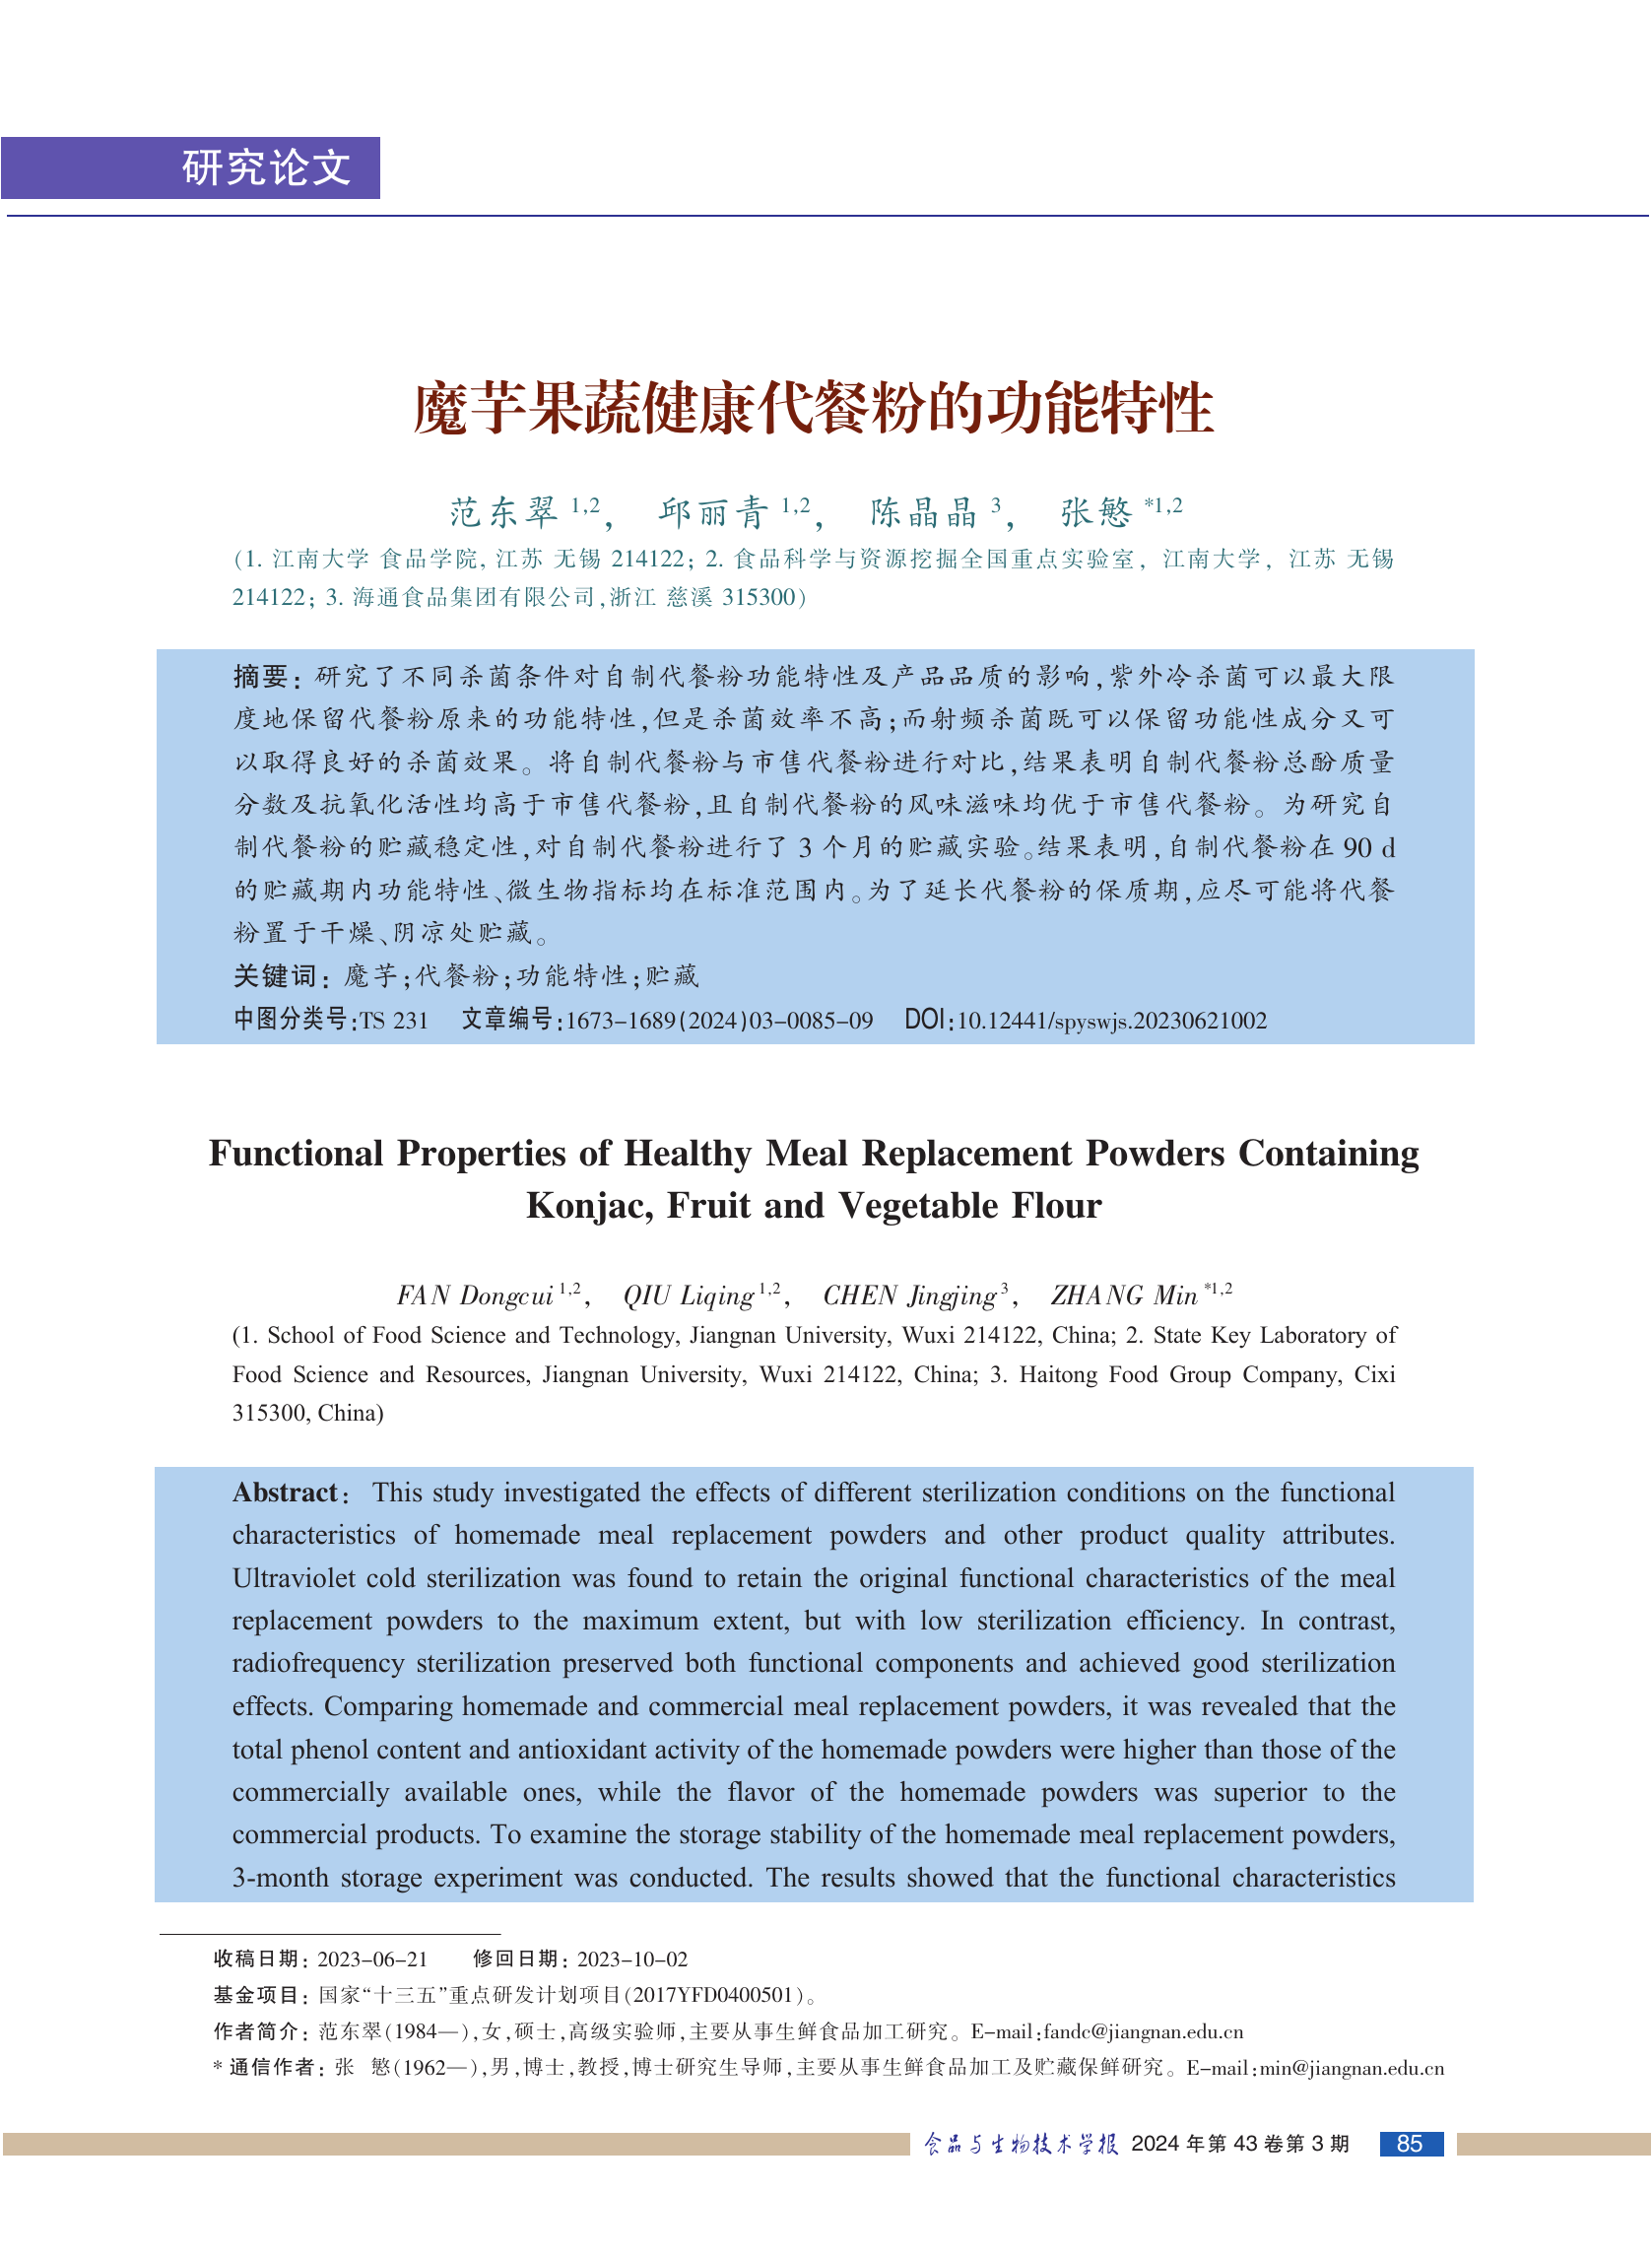 研究论文
魔芋果蔬健康代餐粉的功能特性
范东翠 1,2， 邱丽青 1,2， 陈晶晶 3， 张慜 *1,2
(1. 江南大学 食品学院, 江苏 无锡 214122; 2. 食品科学与资源挖掘全国重点实验室, 江南大学, 江苏 无锡
214122; 3. 海通食品集团有限公司,浙江 慈溪 315300)
摘要：研究了不同杀菌条件对自制代餐粉功能特性及产品品质的影响,紫外冷杀菌可以最大限
度地保留代餐粉原来的功能特性,但是杀菌效率不高;而射频杀菌既可以保留功能性成分又可
以取得良好的杀菌效果。将自制代餐粉与市售代餐粉进行对比,结果表明自制代餐粉总酚质量
分数及抗氧化活性均高于市售代餐粉,且自制代餐粉的风味滋味均优于市售代餐粉。为研究自
制代餐粉的贮藏稳定性,对自制代餐粉进行了 3 个月的贮藏实验。结果表明,自制代餐粉在 90 d
的贮藏期内功能特性、微生物指标均在标准范围内。为了延长代餐粉的保质期,应尽可能将代餐
粉置于干燥、阴凉处贮藏。
关键词：魔芋;代餐粉;功能特性;贮藏
中图分类号:TS 231 文章编号:1673-1689(2024)03-0085-09 DOI:10.12441/spyswjs.20230621002
Functional Properties of Healthy Meal Replacement Powders Containing
Konjac, Fruit and Vegetable Flour
FAN Dongcui 1,2, QIU Liqing 1,2, CHEN Jingjing 3, ZHANG Min *1,2
(1. School of Food Science and Technology, Jiangnan University, Wuxi 214122, China; 2. State Key Laboratory of
Food Science and Resources, Jiangnan University, Wuxi 214122, China; 3. Haitong Food Group Company, Cixi
315300, China)
Abstract: This study investigated the effects of different sterilization conditions on the functional
characteristics of homemade meal replacement powders and other product quality attributes.
Ultraviolet cold sterilization was found to retain the original functional characteristics of the meal
replacement powders to the maximum extent, but with low sterilization efficiency. In contrast,
radiofrequency sterilization preserved both functional components and achieved good sterilization
effects. Comparing homemade and commercial meal replacement powders, it was revealed that the
total phenol content and antioxidant activity of the homemade powders were higher than those of the
commercially available ones, while the flavor of the homemade powders was superior to the
commercial products. To examine the storage stability of the homemade meal replacement powders,
3-month storage experiment was conducted. The results showed that the functional characteristics
收稿日期：2023-06-21 修回日期：2023-10-02
基金项目：国家“十三五”重点研发计划项目(2017YFD0400501)。
作者简介：范东翠(1984—),女,硕士,高级实验师,主要从事生鲜食品加工研究。E-mail:fandc@jiangnan.edu.cn
* 通信作者：张 慜(1962—),男,博士,教授,博士研究生导师,主要从事生鲜食品加工及贮藏保鲜研究。E-mail:min@jiangnan.edu.cn
食品与生物技术学报 2024 年第 43 卷第 3 期 85